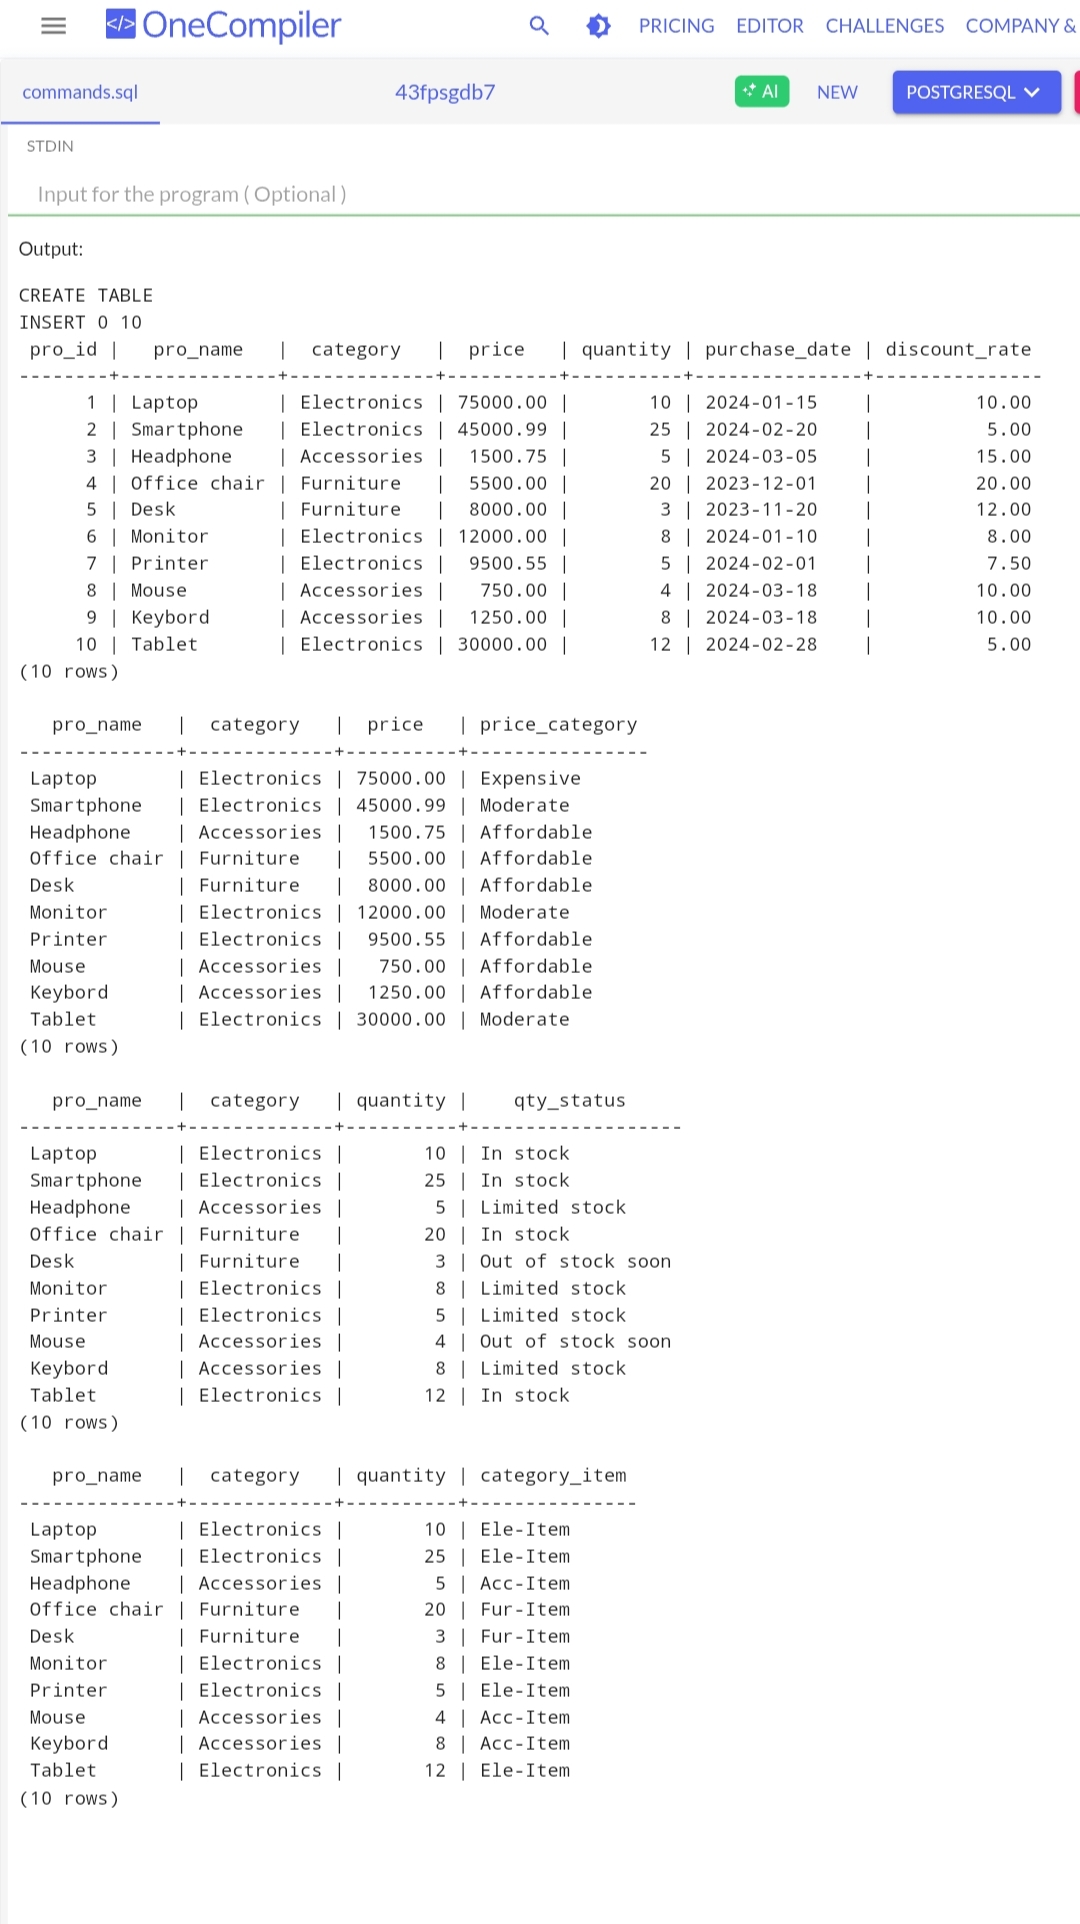 </> OneCompiler PRICING EDITOR CHALLENGES COMPANY &
commands.sql 43fpsgdb7 AI NEW POSTGRESQL
STDIN
Input for the program ( Optional )
Output:
CREATE TABLE
INSERT 0 10
 pro_id |   pro_name   |  category   |  price   | quantity | purchase_date | discount_rate
--------+--------------+-------------+----------+----------+---------------+---------------
      1 | Laptop       | Electronics | 75000.00 |       10 | 2024-01-15    |         10.00
      2 | Smartphone   | Electronics | 45000.99 |       25 | 2024-02-20    |          5.00
      3 | Headphone    | Accessories |  1500.75 |        5 | 2024-03-05    |         15.00
      4 | Office chair | Furniture   |  5500.00 |       20 | 2023-12-01    |         20.00
      5 | Desk         | Furniture   |  8000.00 |        3 | 2023-11-20    |         12.00
      6 | Monitor      | Electronics | 12000.00 |        8 | 2024-01-10    |          8.00
      7 | Printer      | Electronics |  9500.55 |        5 | 2024-02-01    |          7.50
      8 | Mouse        | Accessories |   750.00 |        4 | 2024-03-18    |         10.00
      9 | Keybord      | Accessories |  1250.00 |        8 | 2024-03-18    |         10.00
     10 | Tablet       | Electronics | 30000.00 |       12 | 2024-02-28    |          5.00
(10 rows)
   pro_name   |  category   |  price   | price_category
--------------+-------------+----------+----------------
 Laptop       | Electronics | 75000.00 | Expensive
 Smartphone   | Electronics | 45000.99 | Moderate
 Headphone    | Accessories |  1500.75 | Affordable
 Office chair | Furniture   |  5500.00 | Affordable
 Desk         | Furniture   |  8000.00 | Affordable
 Monitor      | Electronics | 12000.00 | Moderate
 Printer      | Electronics |  9500.55 | Affordable
 Mouse        | Accessories |   750.00 | Affordable
 Keybord      | Accessories |  1250.00 | Affordable
 Tablet       | Electronics | 30000.00 | Moderate
(10 rows)
   pro_name   |  category   | quantity |    qty_status
--------------+-------------+----------+-------------------
 Laptop       | Electronics |       10 | In stock
 Smartphone   | Electronics |       25 | In stock
 Headphone    | Accessories |        5 | Limited stock
 Office chair | Furniture   |       20 | In stock
 Desk         | Furniture   |        3 | Out of stock soon
 Monitor      | Electronics |        8 | Limited stock
 Printer      | Electronics |        5 | Limited stock
 Mouse        | Accessories |        4 | Out of stock soon
 Keybord      | Accessories |        8 | Limited stock
 Tablet       | Electronics |       12 | In stock
(10 rows)
   pro_name   |  category   | quantity | category_item
--------------+-------------+----------+---------------
 Laptop       | Electronics |       10 | Ele-Item
 Smartphone   | Electronics |       25 | Ele-Item
 Headphone    | Accessories |        5 | Acc-Item
 Office chair | Furniture   |       20 | Fur-Item
 Desk         | Furniture   |        3 | Fur-Item
 Monitor      | Electronics |        8 | Ele-Item
 Printer      | Electronics |        5 | Ele-Item
 Mouse        | Accessories |        4 | Acc-Item
 Keybord      | Accessories |        8 | Acc-Item
 Tablet       | Electronics |       12 | Ele-Item
(10 rows)